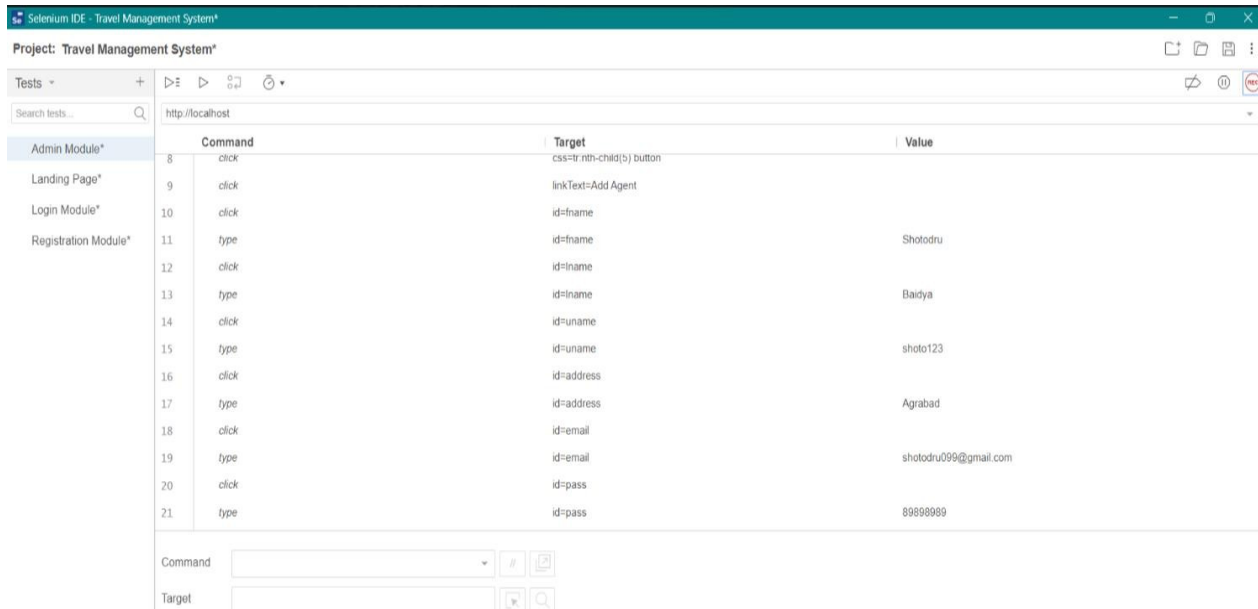 Selenium IDE - Travel Management System*
Project: Travel Management System*
Tests
Search tests...
http://localhost
Admin Module*
Landing Page*
Login Module*
Registration Module*
Command Target Value
8 click css=tr:nth-child(5) button
9 click linkText=Add Agent
10 click id=fname
11 type id=fname Shotodru
12 click id=lname
13 type id=lname Baidya
14 click id=uname
15 type id=uname shoto123
16 click id=address
17 type id=address Agrabad
18 click id=email
19 type id=email shotodru099@gmail.com
20 click id=pass
21 type id=pass 89898989
Command //
Target